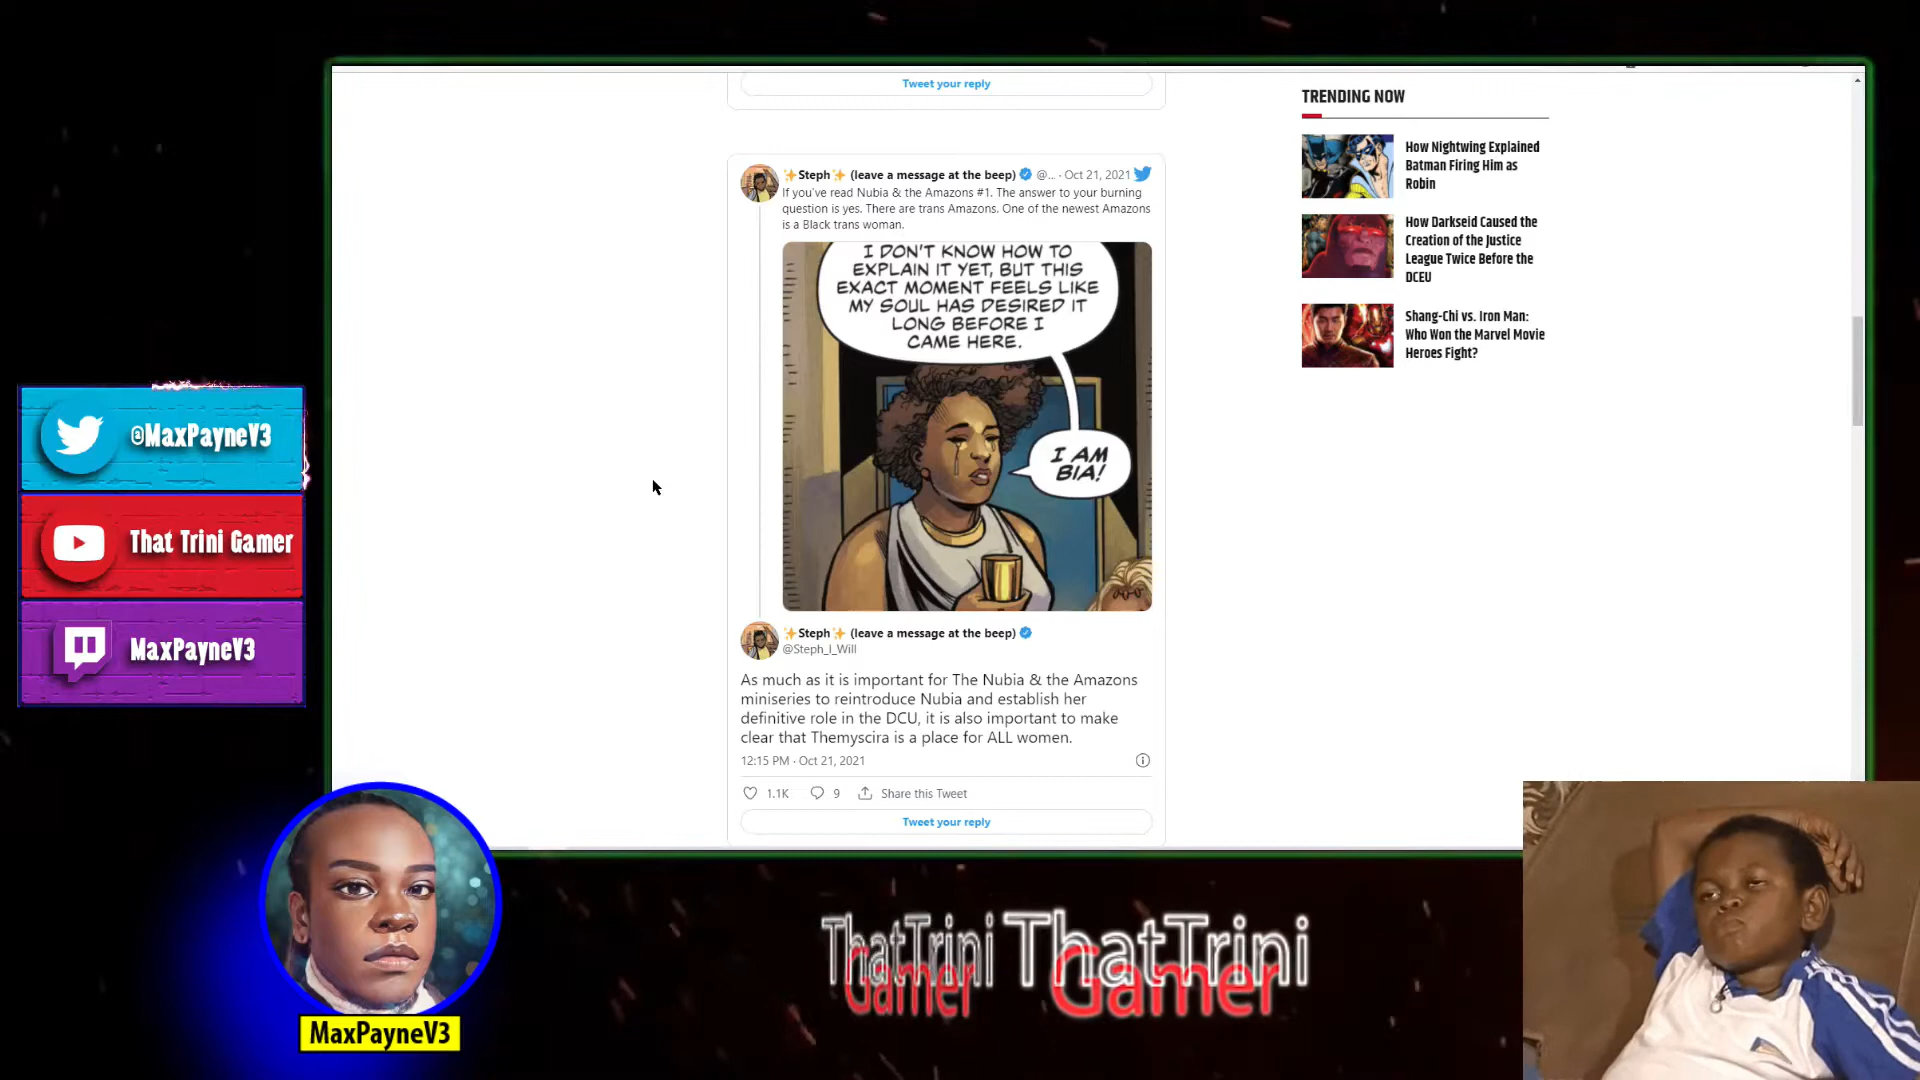 Tweet your reply
✨Steph✨ (leave a message at the beep) @... · Oct 21, 2021
If you've read Nubia & the Amazons #1. The answer to your burning
question is yes. There are trans Amazons. One of the newest Amazons
is a Black trans woman.
I DON'T KNOW HOW TO
EXPLAIN IT YET, BUT THIS
EXACT MOMENT FEELS LIKE
MY SOUL HAS DESIRED IT
LONG BEFORE I
CAME HERE.
I AM
BIA!
✨Steph✨ (leave a message at the beep)
@Steph_I_Will
As much as it is important for The Nubia & the Amazons
miniseries to reintroduce Nubia and establish her
definitive role in the DCU, it is also important to make
clear that Themyscira is a place for ALL women.
12:15 PM · Oct 21, 2021
1.1K 9 Share this Tweet
Tweet your reply
TRENDING NOW
How Nightwing Explained
Batman Firing Him as
Robin
How Darkseid Caused the
Creation of the Justice
League Twice Before the
DCEU
Shang-Chi vs. Iron Man:
Who Won the Marvel Movie
Heroes Fight?
@MaxPayneV3
That Trini Gamer
MaxPayneV3
MaxPayneV3
ThatTrini
Gamer
ThatTrini
Gamer